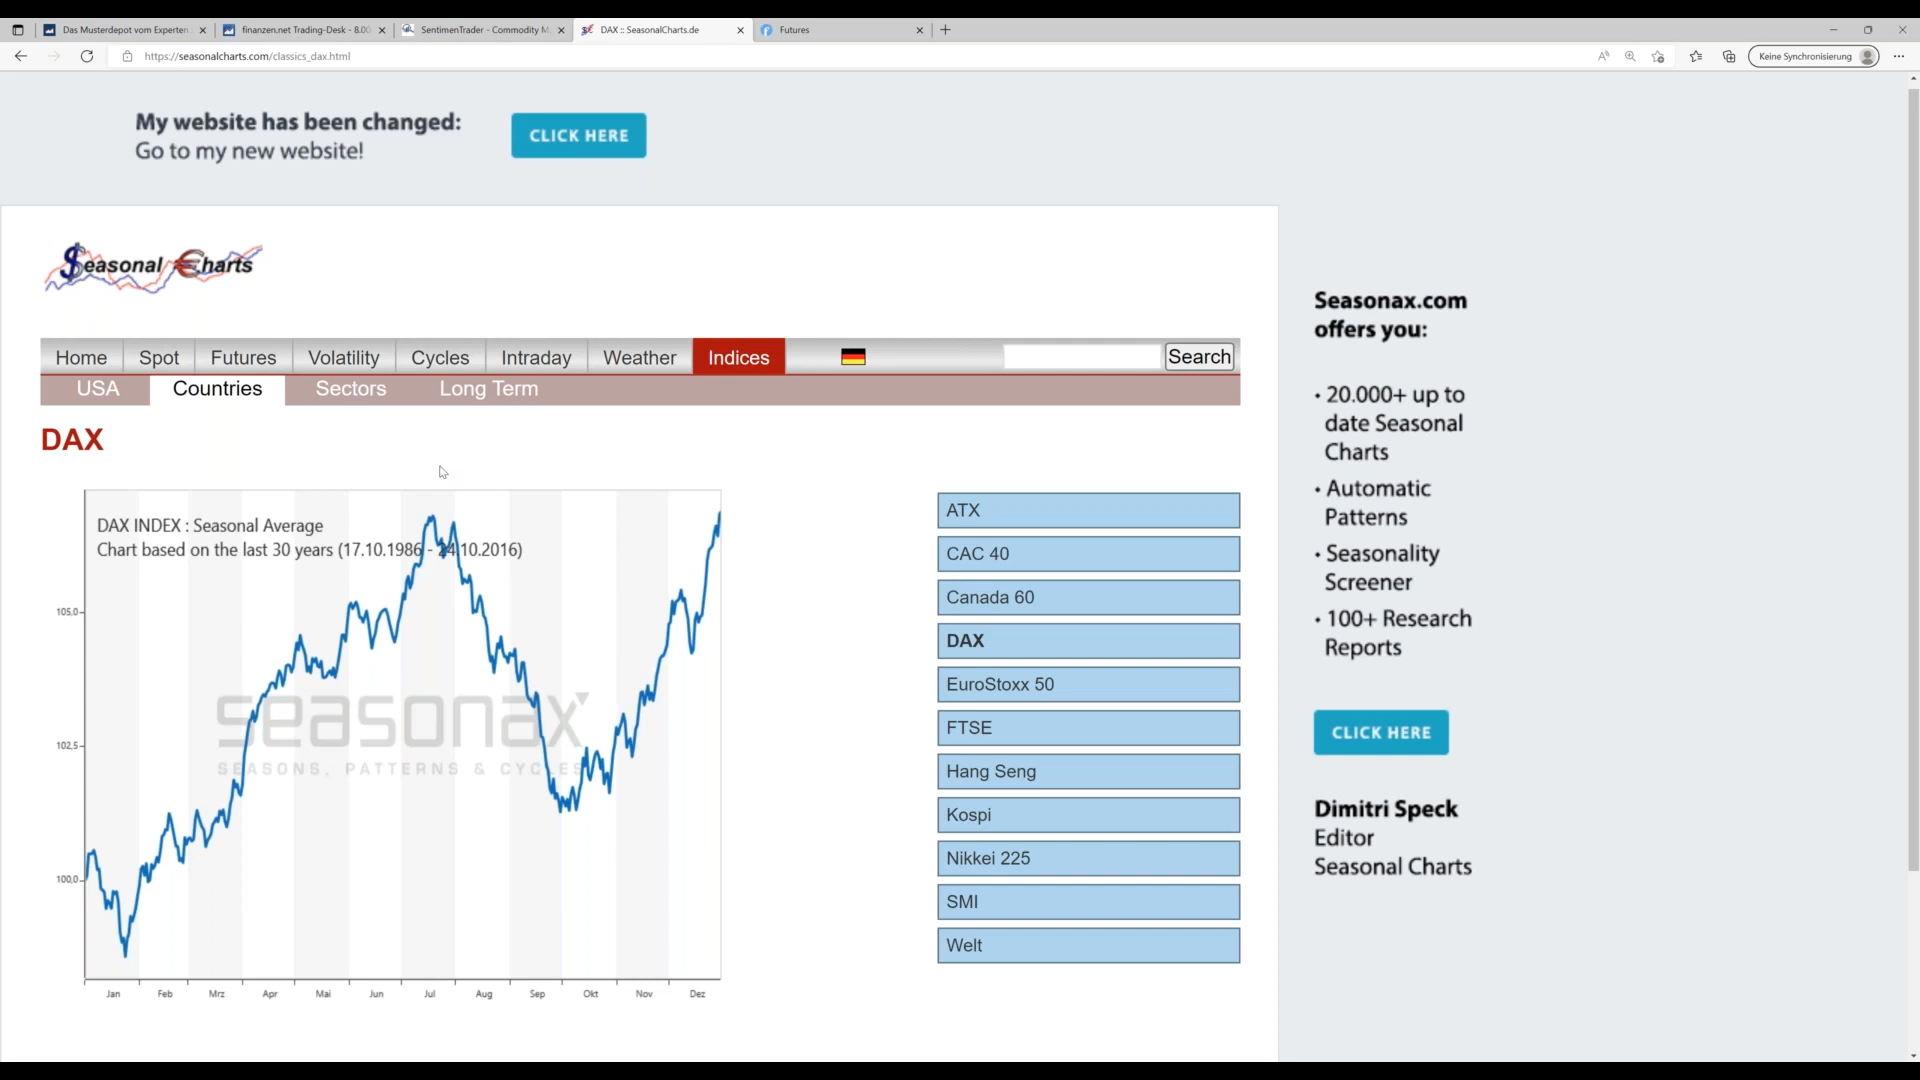 Das Musterdepot vom Experten
finanzen.net Trading-Desk - 8.00
SentimenTrader - Commodity M
DAX :: SeasonalCharts.de
Futures
https://seasonalcharts.com/classics_dax.html
Keine Synchronisierung
My website has been changed:
Go to my new website!
CLICK HERE
$easonal €harts
Home
Spot
Futures
Volatility
Cycles
Intraday
Weather
Indices
Search
USA
Countries
Sectors
Long Term
DAX
DAX INDEX : Seasonal Average
Chart based on the last 30 years (17.10.1986 - 24.10.2016)
105,0
102,5
100,0
seasonax
SEASONS, PATTERNS & CYCLES
Jan
Feb
Mrz
Apr
Mai
Jun
Jul
Aug
Sep
Okt
Nov
Dez
ATX
CAC 40
Canada 60
DAX
EuroStoxx 50
FTSE
Hang Seng
Kospi
Nikkei 225
SMI
Welt
Seasonax.com
offers you:
• 20.000+ up to
date Seasonal
Charts
• Automatic
Patterns
• Seasonality
Screener
• 100+ Research
Reports
CLICK HERE
Dimitri Speck
Editor
Seasonal Charts